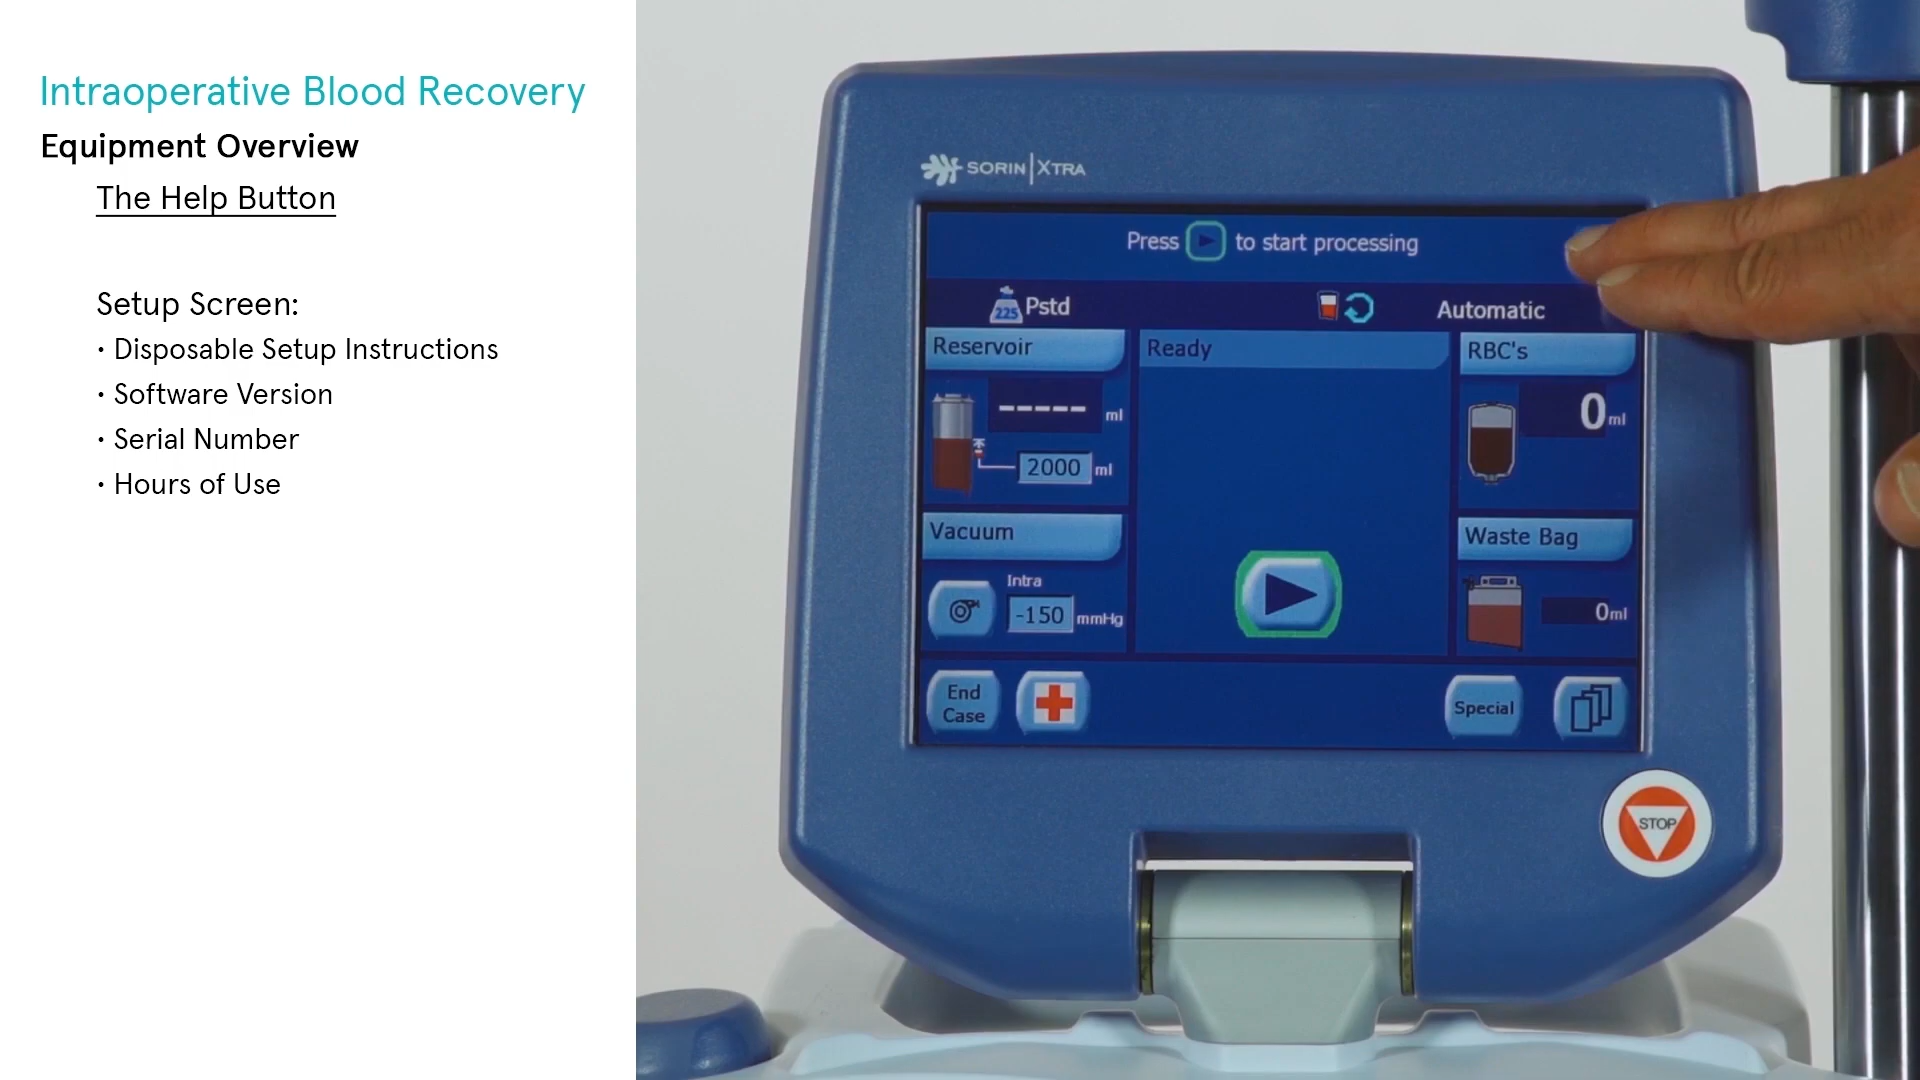 Intraoperative Blood Recovery
Equipment Overview
The Help Button
Setup Screen:
• Disposable Setup Instructions
• Software Version
• Serial Number
• Hours of Use
SORIN | XTRA
Press ▶ to start processing
225 Pstd
Automatic
Reservoir
Ready
RBC's
----- ml
0 ml
2000 ml
Vacuum
Waste Bag
Intra
-150 mmHg
0 ml
End
Case
Special
STOP